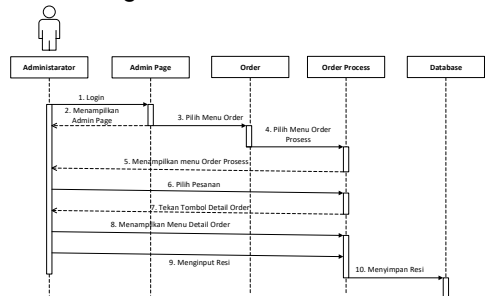 Administarator
Admin Page
Order
Order Process
Database
1. Login
2. Menampilkan
Admin Page
3. Pilih Menu Order
4. Pilih Menu Order
Prosess
5. Menampilkan menu Order Prosess
6. Pilih Pesanan
7. Tekan Tombol Detail Order
8. Menampilkan Menu Detail Order
9. Menginput Resi
10. Menyimpan Resi